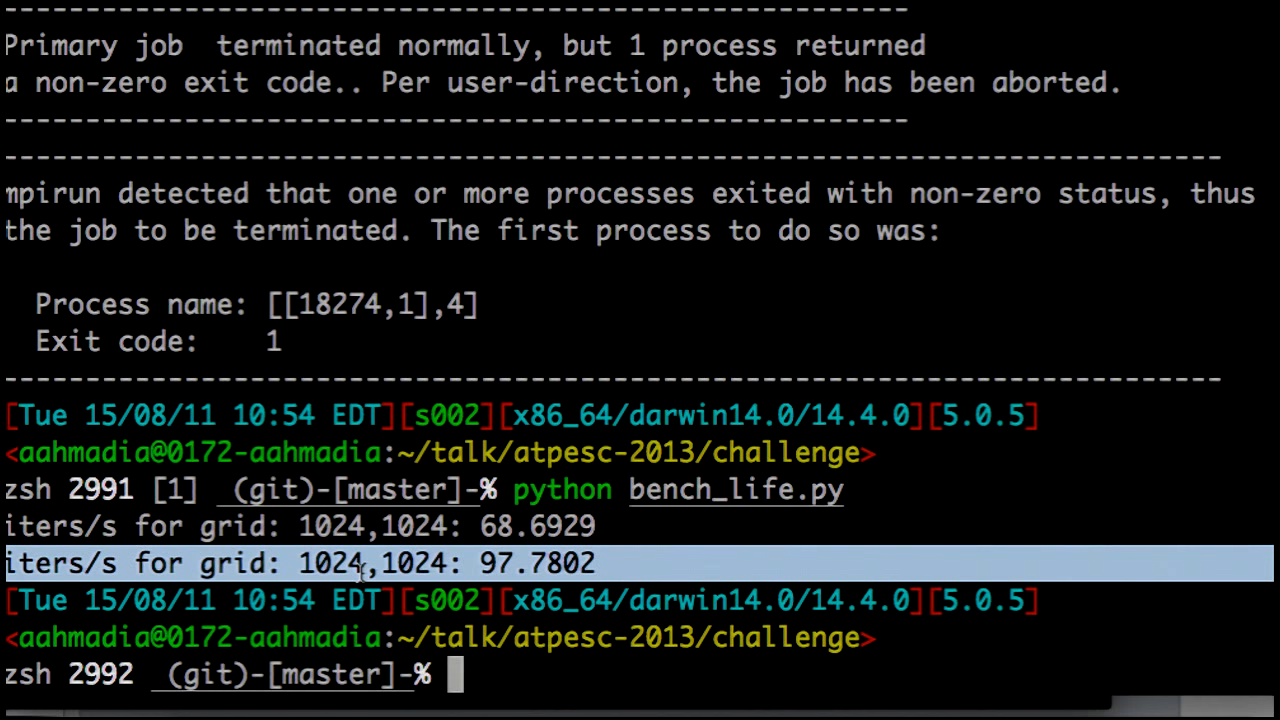 -------------------------------------------------------
Primary job  terminated normally, but 1 process returned
a non-zero exit code.. Per user-direction, the job has been aborted.
-------------------------------------------------------
--------------------------------------------------------------------------
mpirun detected that one or more processes exited with non-zero status, thus
the job to be terminated. The first process to do so was:
  Process name: [[18274,1],4]
  Exit code:    1
--------------------------------------------------------------------------
[Tue 15/08/11 10:54 EDT][s002][x86_64/darwin14.0/14.4.0][5.0.5]
<aahmadia@0172-aahmadia:~/talk/atpesc-2013/challenge>
zsh 2991 [1]  (git)-[master]-% python bench_life.py
iters/s for grid: 1024,1024: 68.6929
iters/s for grid: 1024,1024: 97.7802
[Tue 15/08/11 10:54 EDT][s002][x86_64/darwin14.0/14.4.0][5.0.5]
<aahmadia@0172-aahmadia:~/talk/atpesc-2013/challenge>
zsh 2992  (git)-[master]-%